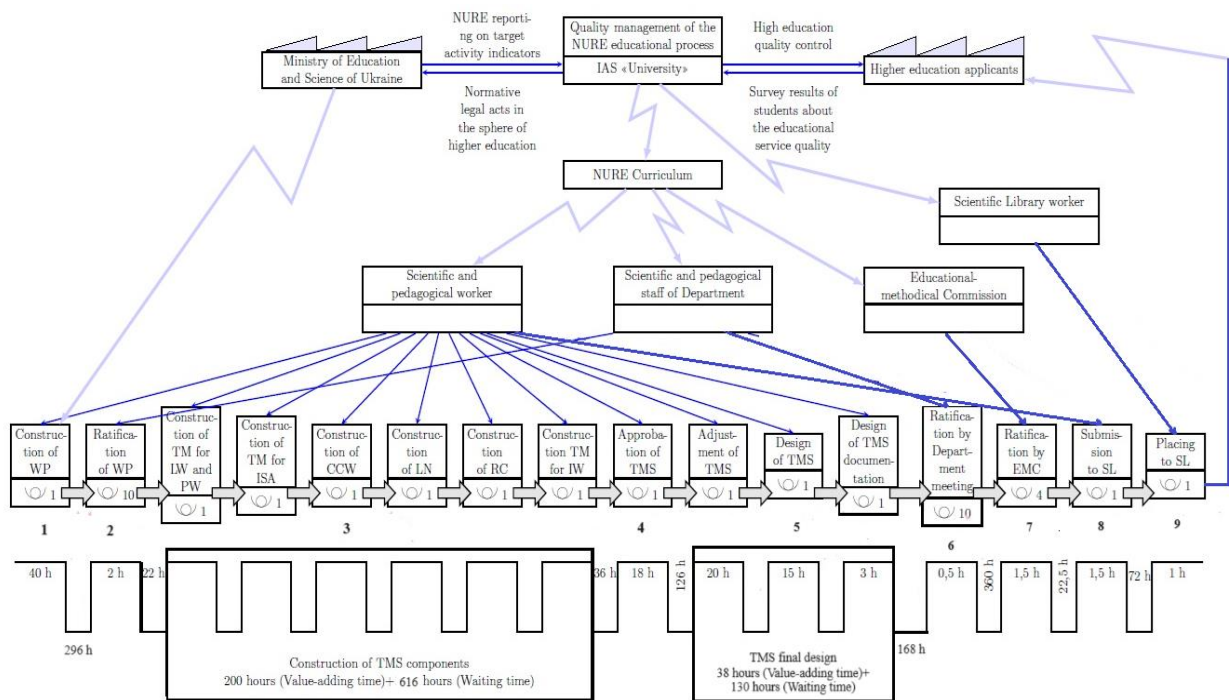 NURE reporti-
ng on target
activity indicators
Quality management of the
NURE educational process
IAS «University»
High education
quality control
Ministry of Education
and Science of Ukraine
Higher education applicants
Normative
legal acts in
the sphere of
higher education
Survey results of
students about
the educational
service quality
NURE Curriculum
Scientific Library worker
Scientific and
pedagogical worker
Scientific and pedagogical
staff of Department
Educational-
methodical Commission
Construc-
tion of WP
1
Ratifica-
tion of WP
10
Construc-
tion of
TM for
LW and
PW
1
Constru-
ction of
TM for
ISA
1
Construc-
tion of
CCW
1
Construc-
tion of LN
1
Construc-
tion of RC
1
Construc-
tion TM
for IW
1
Approba-
tion of
TMS
1
Adjust-
ment of
TMS
1
Design
of TMS
1
Design
of TMS
documen-
tation
1
Ratific-
ation by
Depart-
ment
meeting
10
Ratific-
ation by
EMC
4
Submis-
sion
to SL
1
Placing
to SL
1
1
2
3
4
5
6
7
8
9
40 h
296 h
2 h
22 h
Construction of TMS components
200 hours (Value-adding time)+ 616 hours (Waiting time)
36 h
18 h
126 h
20 h
15 h
3 h
TMS final design
38 hours (Value-adding time)+
130 hours (Waiting time)
168 h
0,5 h
360 h
1,5 h
22,5 h
1,5 h
72 h
1 h